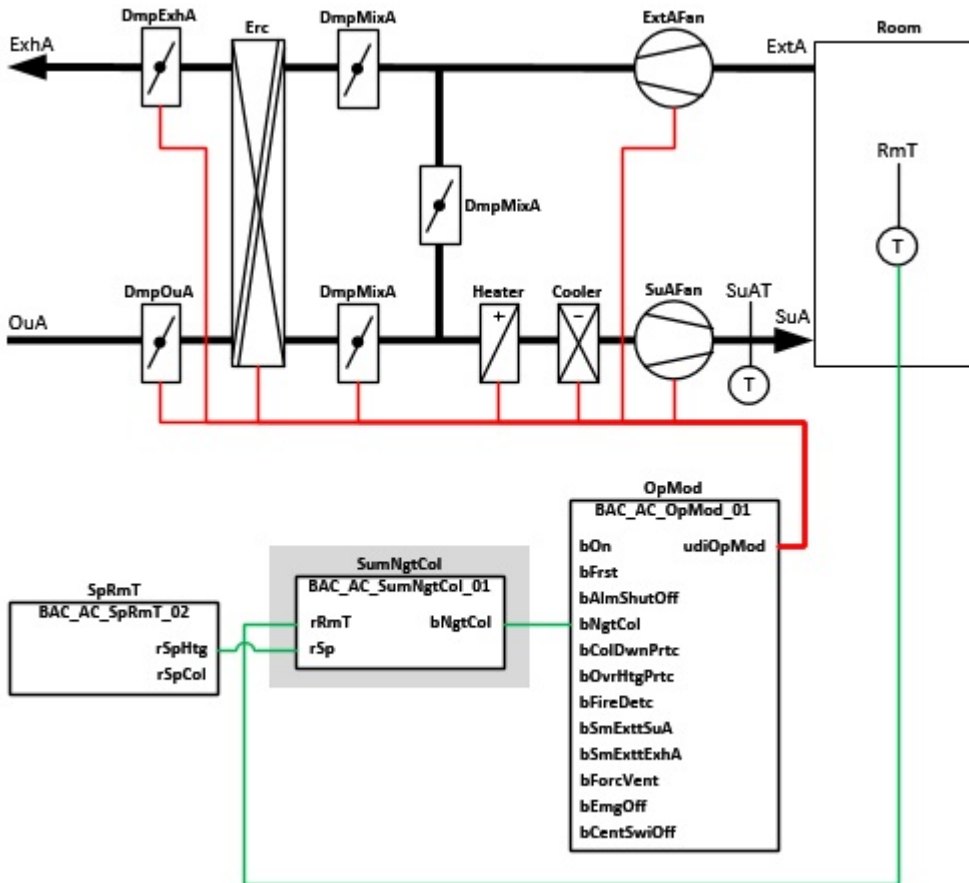 DmpExhA
Erc
DmpMixA
ExtAFan
Room
ExhA
ExtA
RmT
T
DmpMixA
DmpOuA
DmpMixA
Heater
Cooler
SuAFan
SuAT
SuA
OuA
+
−
T
OpMod
BAC_AC_OpMod_01
bOn
udiOpMod
bFrst
bAlmShutOff
bNgtCol
bColDwnPrtc
bOvrHtgPrtc
bFireDetc
bSmExttSuA
bSmExttExhA
bForcVent
bEmgOff
bCentSwiOff
SumNgtCol
BAC_AC_SumNgtCol_01
rRmT
bNgtCol
rSp
SpRmT
BAC_AC_SpRmT_02
rSpHtg
rSpCol